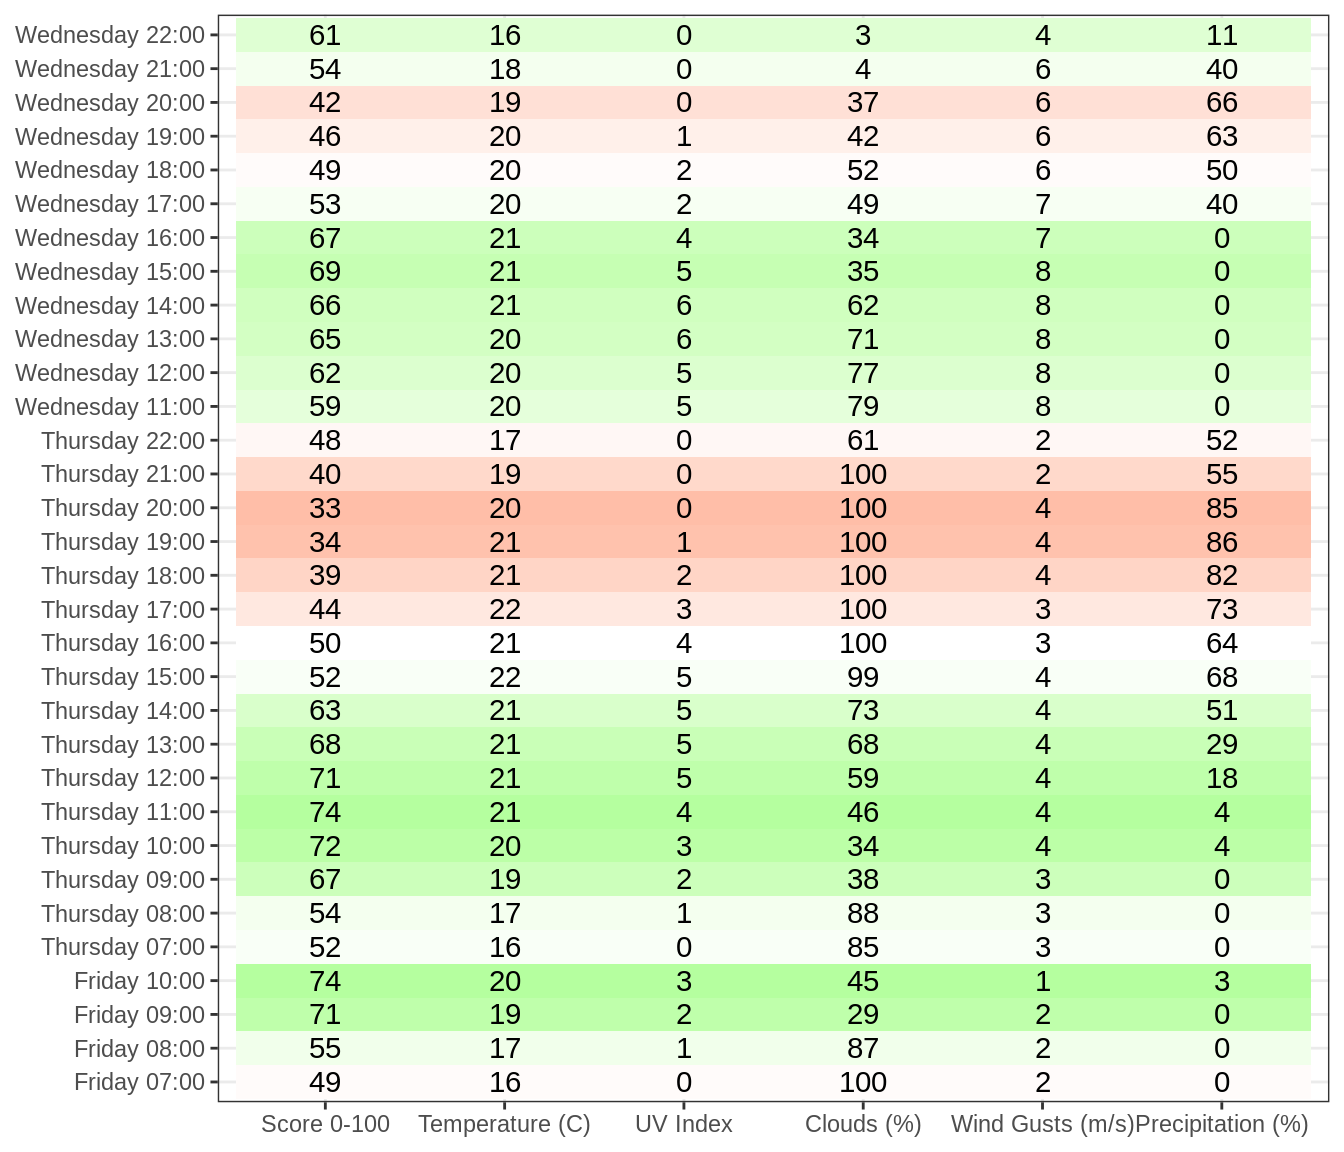 Wednesday 22:00 61 16 0 3 4 11
Wednesday 21:00 54 18 0 4 6 40
Wednesday 20:00 42 19 0 37 6 66
Wednesday 19:00 46 20 1 42 6 63
Wednesday 18:00 49 20 2 52 6 50
Wednesday 17:00 53 20 2 49 7 40
Wednesday 16:00 67 21 4 34 7 0
Wednesday 15:00 69 21 5 35 8 0
Wednesday 14:00 66 21 6 62 8 0
Wednesday 13:00 65 20 6 71 8 0
Wednesday 12:00 62 20 5 77 8 0
Wednesday 11:00 59 20 5 79 8 0
Thursday 22:00 48 17 0 61 2 52
Thursday 21:00 40 19 0 100 2 55
Thursday 20:00 33 20 0 100 4 85
Thursday 19:00 34 21 1 100 4 86
Thursday 18:00 39 21 2 100 4 82
Thursday 17:00 44 22 3 100 3 73
Thursday 16:00 50 21 4 100 3 64
Thursday 15:00 52 22 5 99 4 68
Thursday 14:00 63 21 5 73 4 51
Thursday 13:00 68 21 5 68 4 29
Thursday 12:00 71 21 5 59 4 18
Thursday 11:00 74 21 4 46 4 4
Thursday 10:00 72 20 3 34 4 4
Thursday 09:00 67 19 2 38 3 0
Thursday 08:00 54 17 1 88 3 0
Thursday 07:00 52 16 0 85 3 0
Friday 10:00 74 20 3 45 1 3
Friday 09:00 71 19 2 29 2 0
Friday 08:00 55 17 1 87 2 0
Friday 07:00 49 16 0 100 2 0
Score 0-100 Temperature (C) UV Index Clouds (%) Wind Gusts (m/s) Precipitation (%)